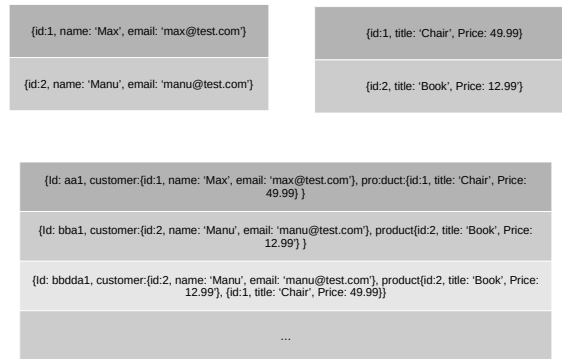 {id:1, name: ‘Max’, email: ‘max@test.com’}
{id:2, name: ‘Manu’, email: ‘manu@test.com’}
{id:1, title: ‘Chair’, Price: 49.99}
{id:2, title: ‘Book’, Price: 12.99’}
{Id: aa1, customer:{id:1, name: ‘Max’, email: ‘max@test.com’}, pro:duct:{id:1, title: ‘Chair’, Price:
49.99} }
{Id: bba1, customer:{id:2, name: ‘Manu’, email: ‘manu@test.com’}, product{id:2, title: ‘Book’, Price:
12.99’} }
{Id: bbdda1, customer:{id:2, name: ‘Manu’, email: ‘manu@test.com’}, product{id:2, title: ‘Book’, Price:
12.99’}, {id:1, title: ‘Chair’, Price: 49.99}}
...